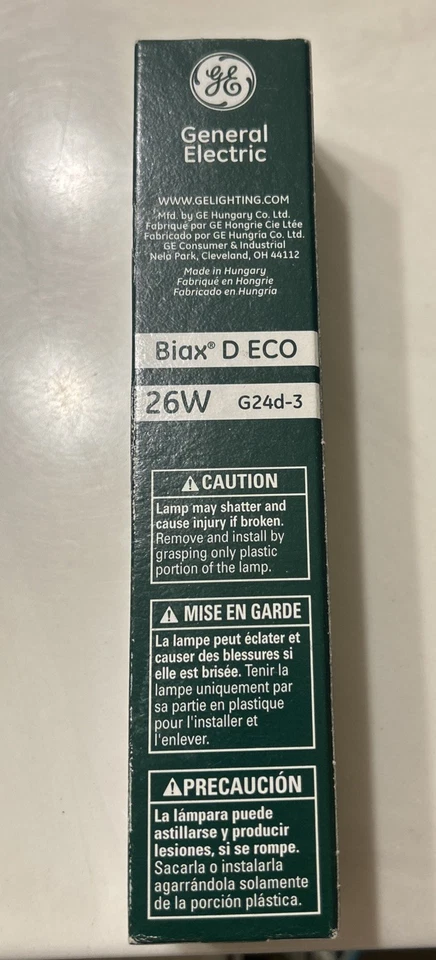 GE
General
Electric
WWW.GELIGHTING.COM
Mfd. by GE Hungary Co. Ltd.
Fabriqué par GE Hongrie Cie Ltée
Fabricado por GE Hungria Co. Ltd.
GE Consumer & Industrial
Nela Park, Cleveland, OH 44112
Made in Hungary
Fabriqué en Hongrie
Fabricado en Hungría
Biax® D ECO
26W G24d-3
⚠ CAUTION
Lamp may shatter and
cause injury if broken.
Remove and install by
grasping only plastic
portion of the lamp.
⚠ MISE EN GARDE
La lampe peut éclater et
causer des blessures si
elle est brisée. Tenir la
lampe uniquement par
sa partie en plastique
pour l'installer et
l'enlever.
⚠PRECAUCIÓN
La lámpara puede
astillarse y producir
lesiones, si se rompe.
Sacarla o instalarla
agarrándola solamente
de la porción plástica.